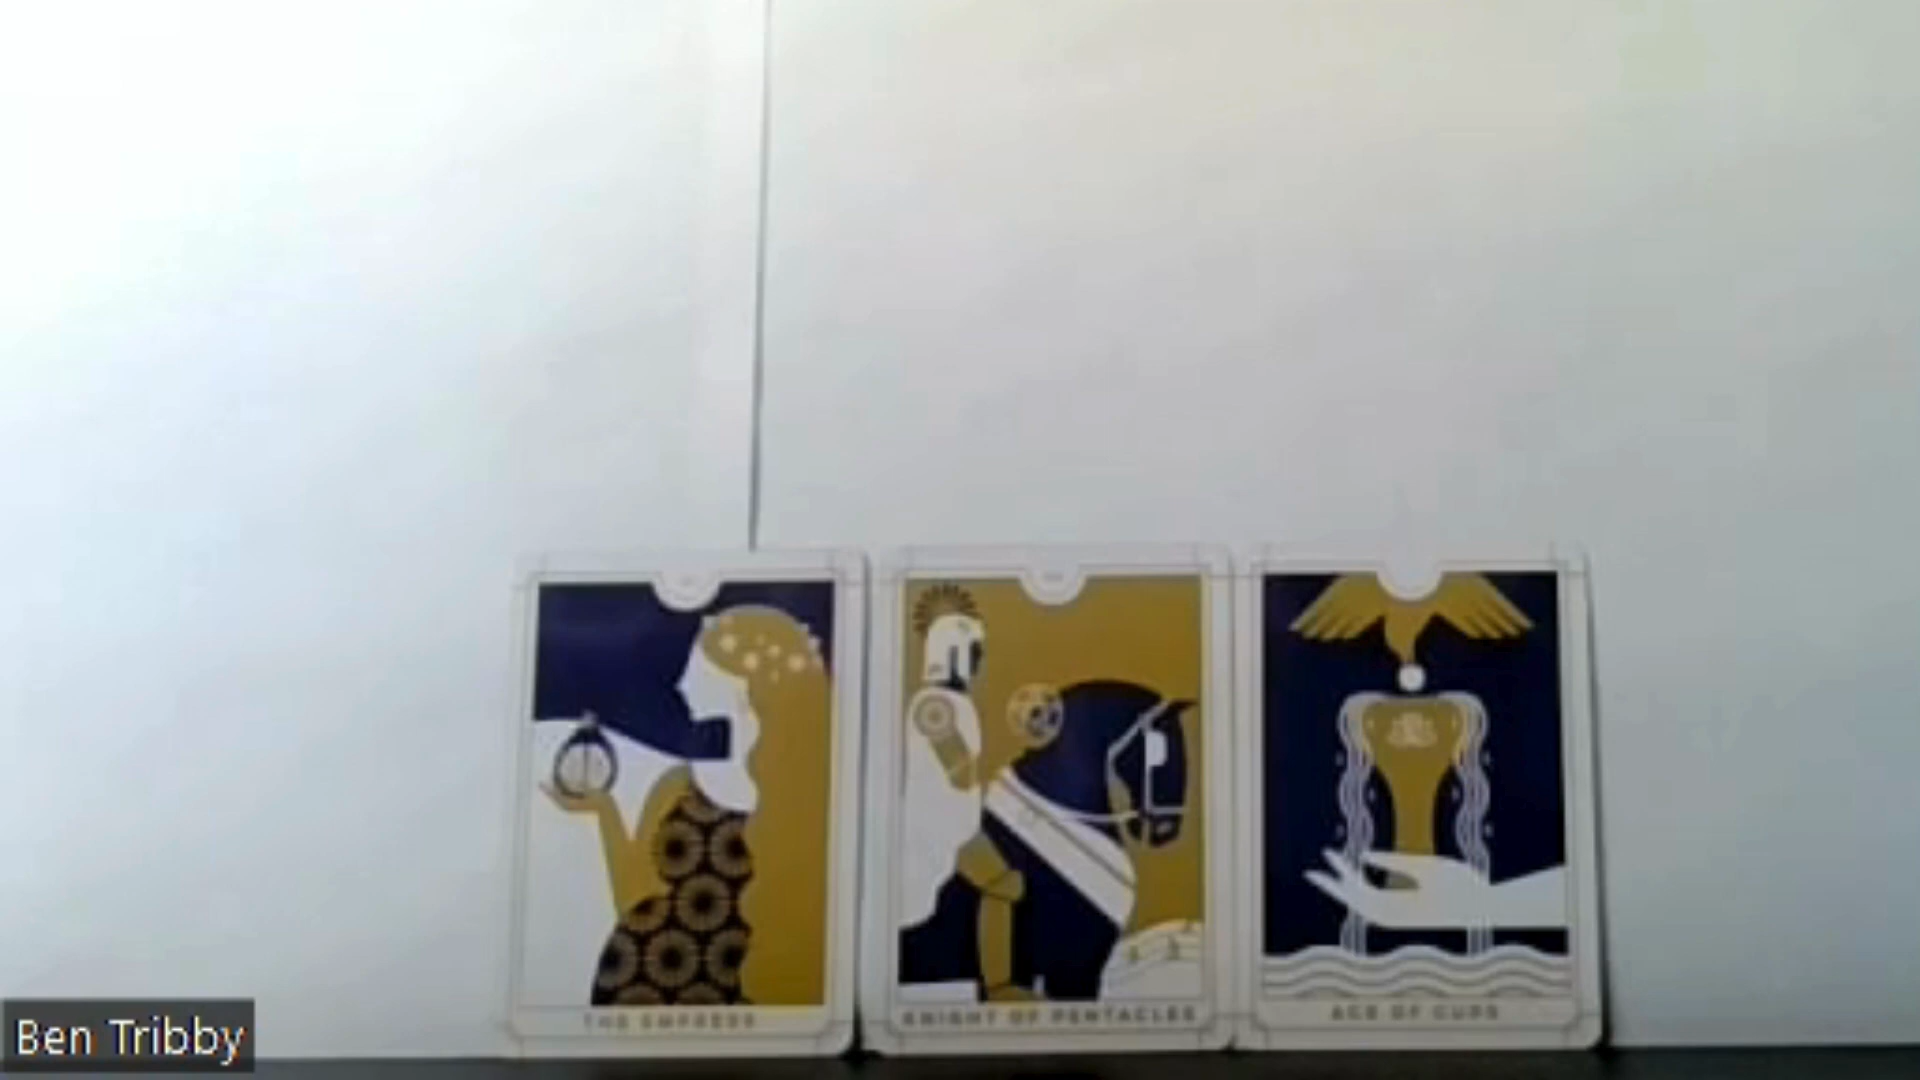 THE EMPRESS
KNIGHT OF PENTACLES
ACE OF CUPS
Ben Tribby